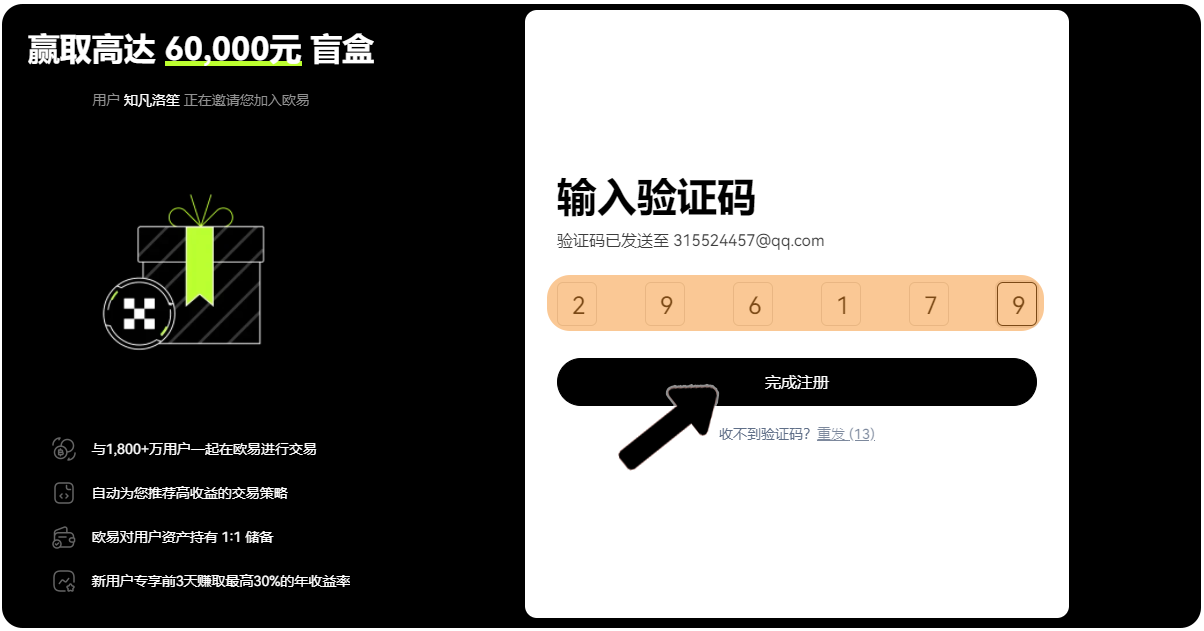 赢取高达 60,000元 盲盒
用户 知凡洛笙 正在邀请您加入欧易
与1,800+万用户一起在欧易进行交易
自动为您推荐高收益的交易策略
欧易对用户资产持有 1:1 储备
新用户专享前3天赚取最高30%的年收益率
输入验证码
验证码已发送至 315524457@qq.com
2 9 6 1 7 9
完成注册
收不到验证码? 重发 (13)